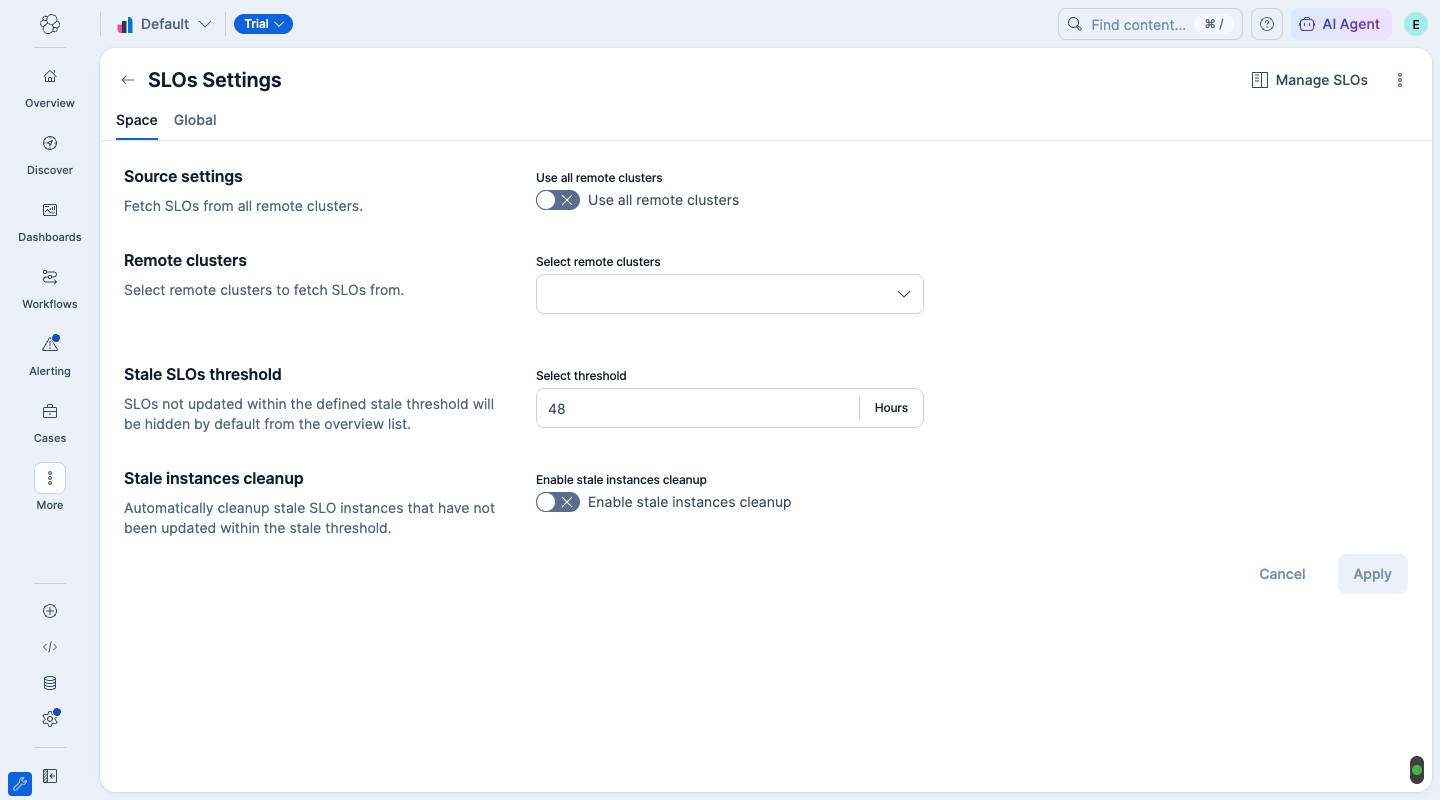 Default
Trial
Find content...
⌘ /
AI Agent
E
Overview
Discover
Dashboards
Workflows
Alerting
Cases
More
SLOs Settings
Manage SLOs
Space
Global
Source settings
Fetch SLOs from all remote clusters.
Use all remote clusters
Use all remote clusters
Remote clusters
Select remote clusters to fetch SLOs from.
Select remote clusters
Stale SLOs threshold
SLOs not updated within the defined stale threshold will
be hidden by default from the overview list.
Select threshold
48
Hours
Stale instances cleanup
Automatically cleanup stale SLO instances that have not
been updated within the stale threshold.
Enable stale instances cleanup
Enable stale instances cleanup
Cancel
Apply